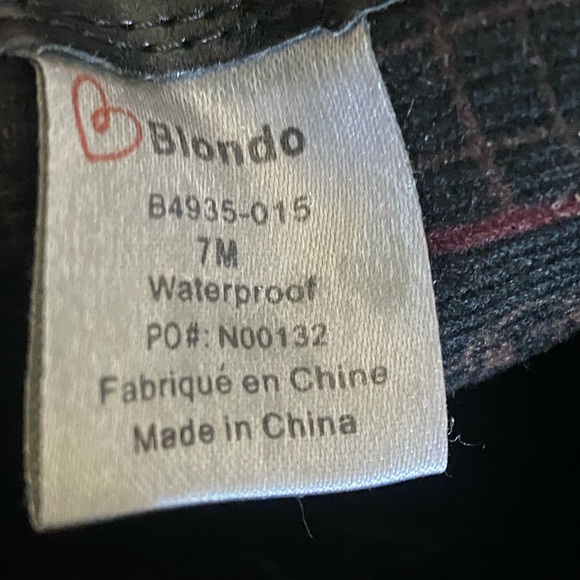 Blondo
B4935-015
7M
Waterproof
PO#: N00132
Fabriqué en Chine
Made in China